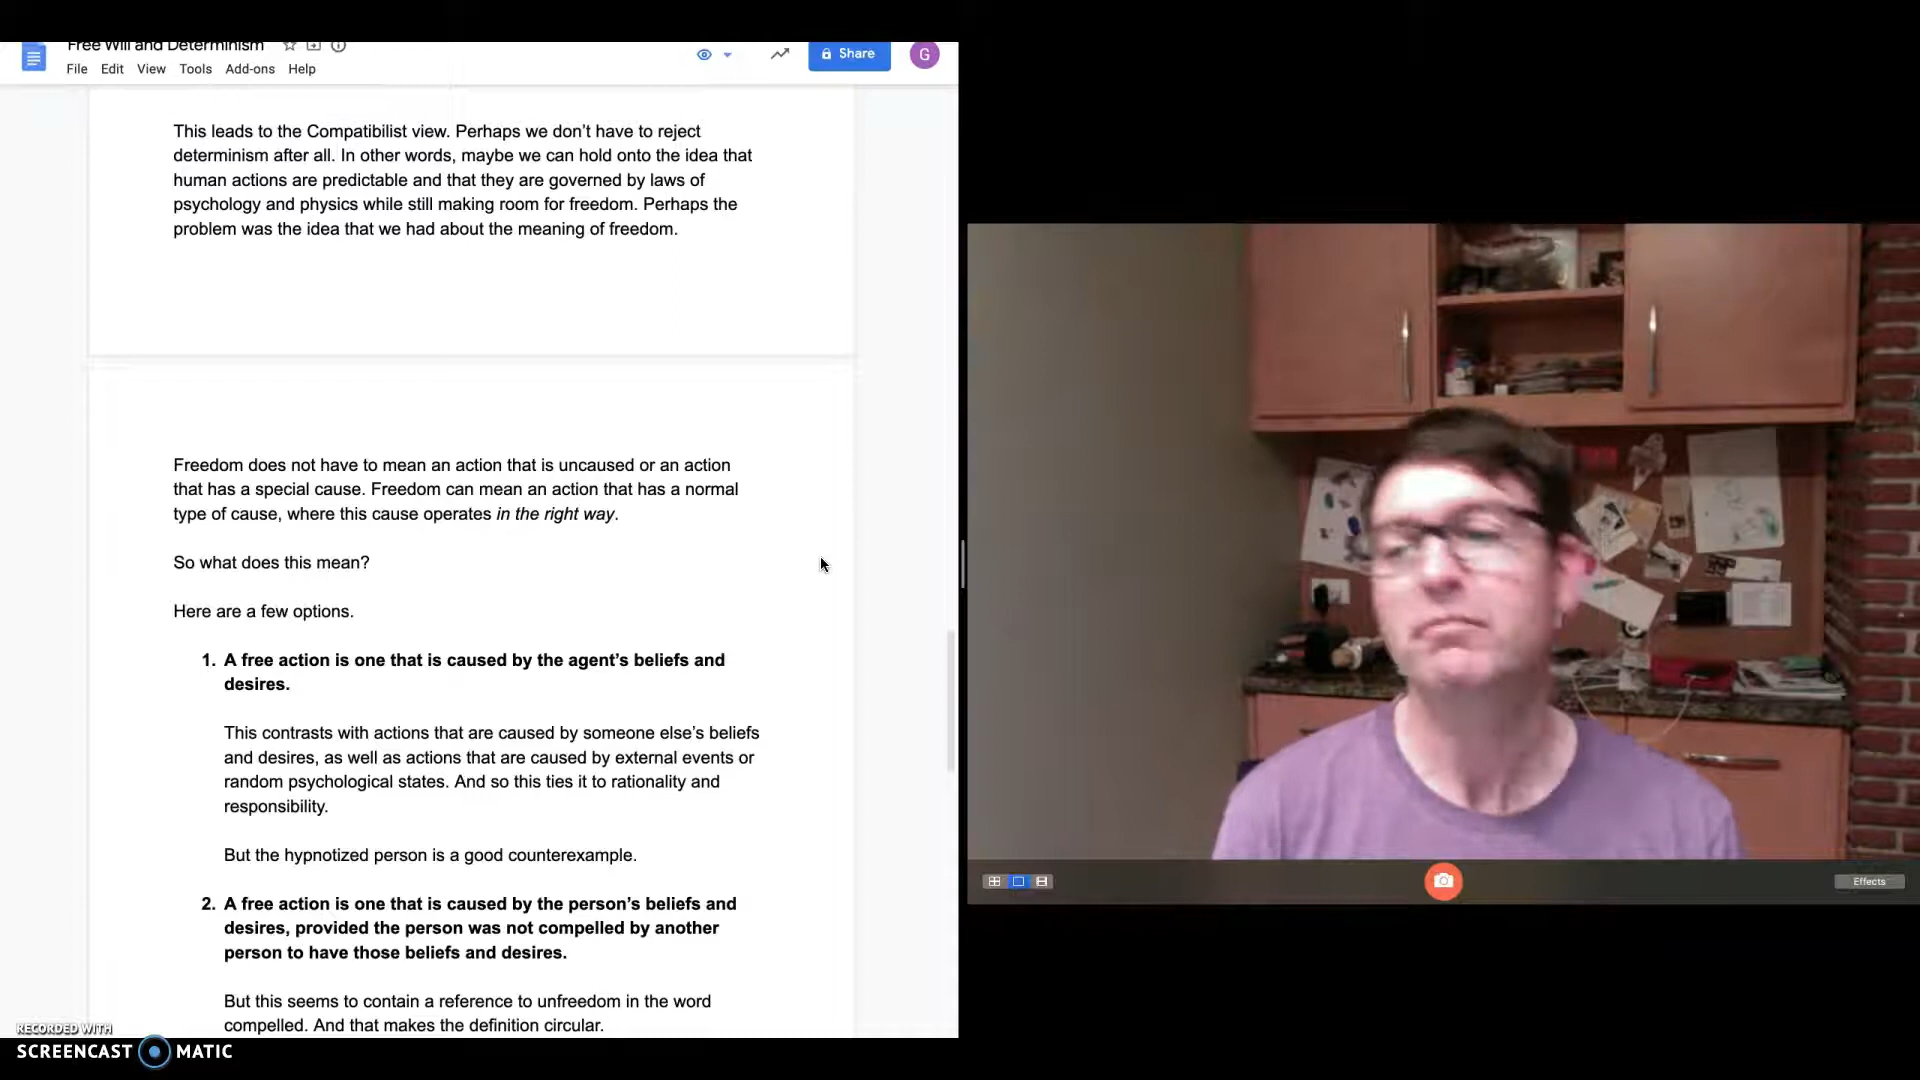 Free Will and Determinism
Share
G
File Edit View Tools Add-ons Help
This leads to the Compatibilist view. Perhaps we don’t have to reject
determinism after all. In other words, maybe we can hold onto the idea that
human actions are predictable and that they are governed by laws of
psychology and physics while still making room for freedom. Perhaps the
problem was the idea that we had about the meaning of freedom.
Freedom does not have to mean an action that is uncaused or an action
that has a special cause. Freedom can mean an action that has a normal
type of cause, where this cause operates in the right way.
So what does this mean?
Here are a few options.
1. A free action is one that is caused by the agent’s beliefs and
desires.
This contrasts with actions that are caused by someone else’s beliefs
and desires, as well as actions that are caused by external events or
random psychological states. And so this ties it to rationality and
responsibility.
But the hypnotized person is a good counterexample.
2. A free action is one that is caused by the person’s beliefs and
desires, provided the person was not compelled by another
person to have those beliefs and desires.
But this seems to contain a reference to unfreedom in the word
compelled. And that makes the definition circular.
Effects
RECORDED WITH
SCREENCAST MATIC